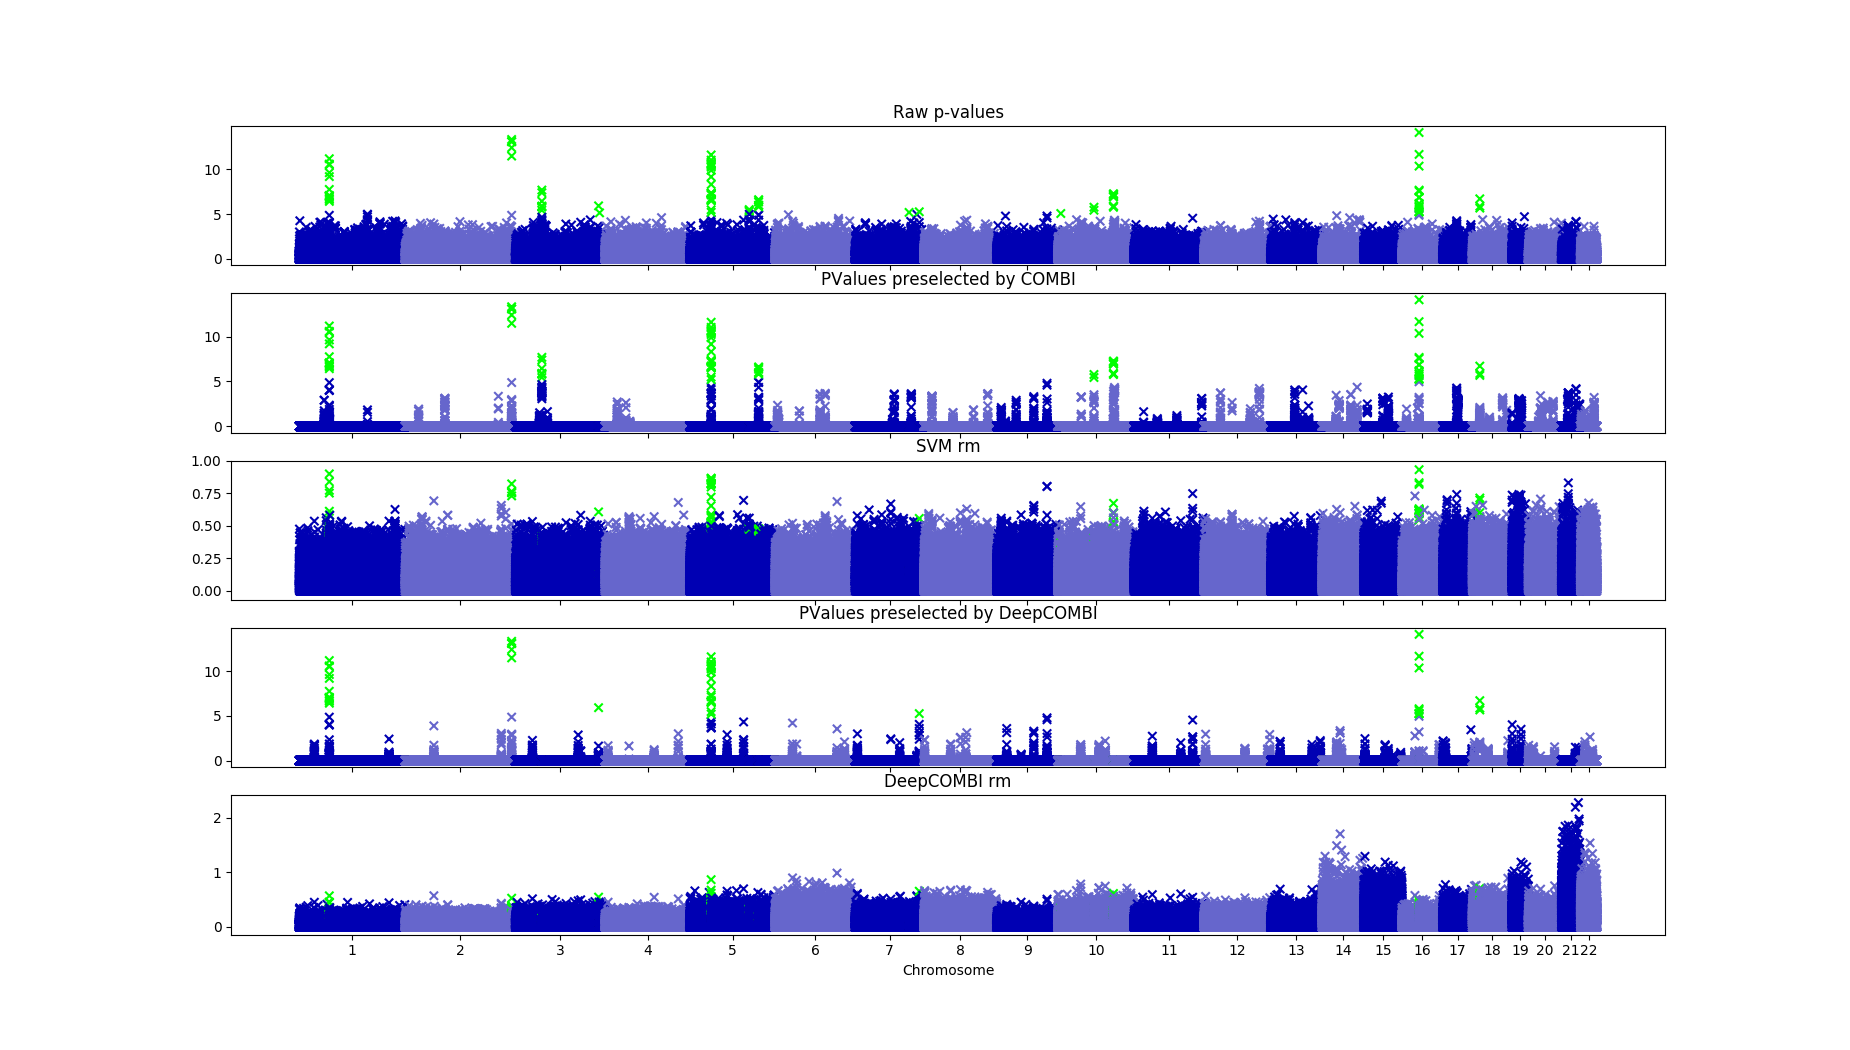 Raw p-values
10
5
0
PValues preselected by COMBI
10
5
0
SVM rm
1.00
0.75
0.50
0.25
0.00
PValues preselected by DeepCOMBI
10
5
0
DeepCOMBI rm
2
1
0
1 2 3 4 5 6 7 8 9 10 11 12 13 14 15 16 17 18 19 20 21 22
Chromosome